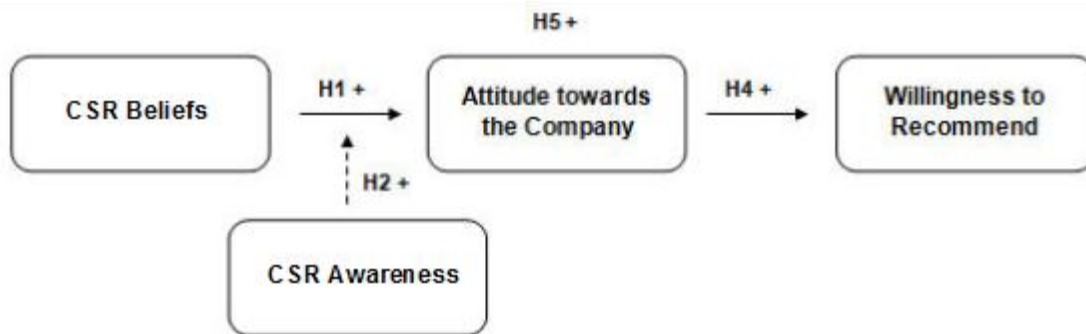 H5 +
CSR Beliefs
H1 +
Attitude towards
the Company
H4 +
Willingness to
Recommend
H2 +
CSR Awareness